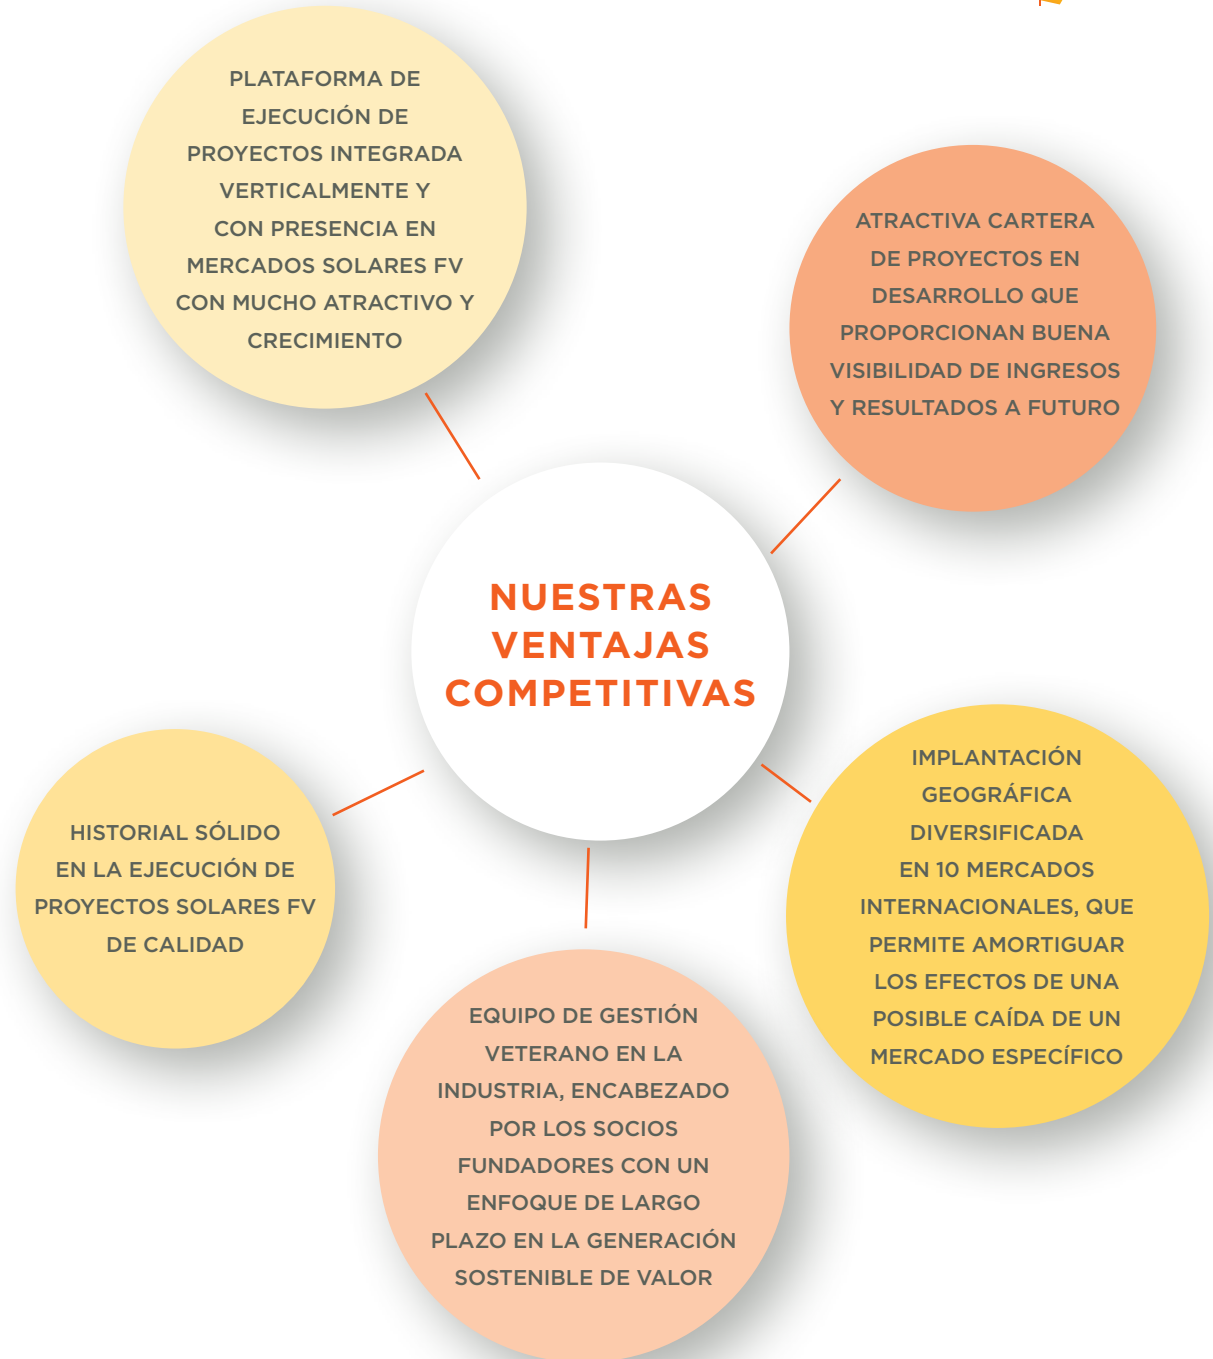 PLATAFORMA DE
EJECUCIÓN DE
PROYECTOS INTEGRADA
VERTICALMENTE Y
CON PRESENCIA EN
MERCADOS SOLARES FV
CON MUCHO ATRACTIVO Y
CRECIMIENTO
ATRACTIVA CARTERA
DE PROYECTOS EN
DESARROLLO QUE
PROPORCIONAN BUENA
VISIBILIDAD DE INGRESOS
Y RESULTADOS A FUTURO
NUESTRAS
VENTAJAS
COMPETITIVAS
HISTORIAL SÓLIDO
EN LA EJECUCIÓN DE
PROYECTOS SOLARES FV
DE CALIDAD
IMPLANTACIÓN
GEOGRÁFICA
DIVERSIFICADA
EN 10 MERCADOS
INTERNACIONALES, QUE
PERMITE AMORTIGUAR
LOS EFECTOS DE UNA
POSIBLE CAÍDA DE UN
MERCADO ESPECÍFICO
EQUIPO DE GESTIÓN
VETERANO EN LA
INDUSTRIA, ENCABEZADO
POR LOS SOCIOS
FUNDADORES CON UN
ENFOQUE DE LARGO
PLAZO EN LA GENERACIÓN
SOSTENIBLE DE VALOR